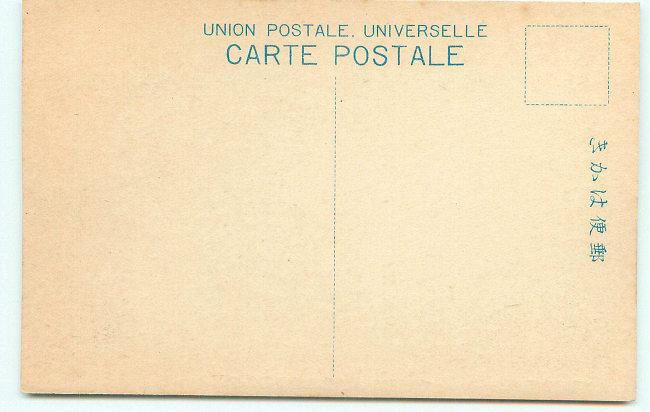 UNION POSTALE. UNIVERSELLE
CARTE POSTALE
きかは便郵